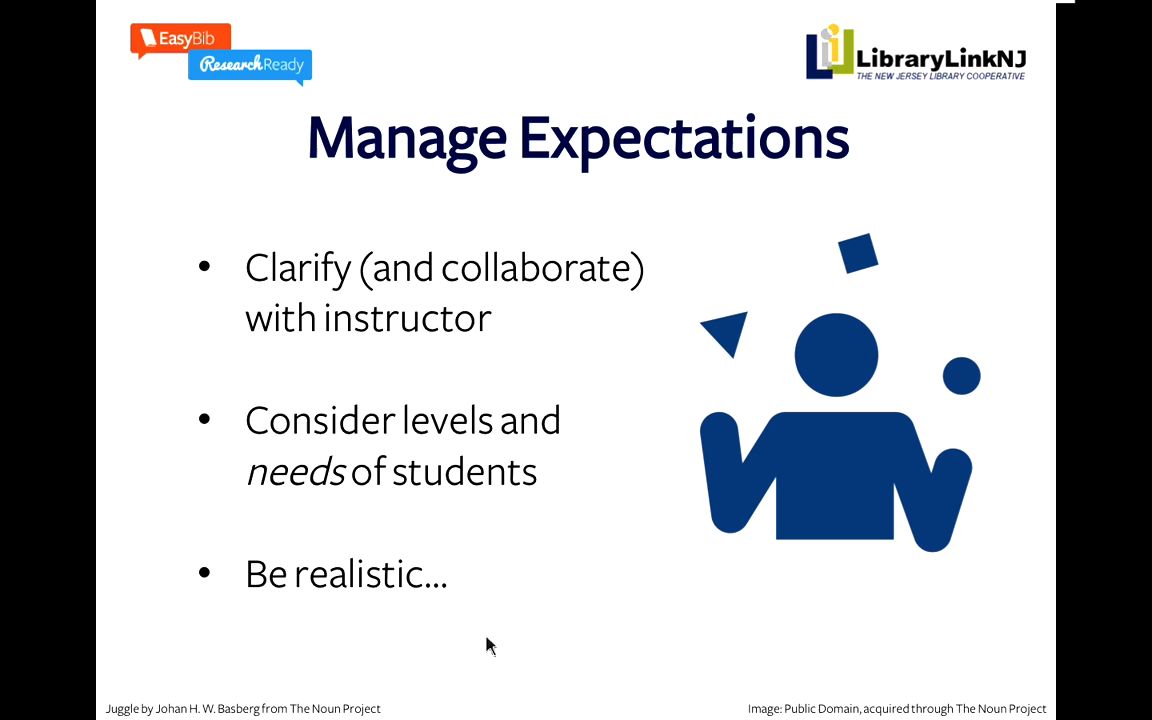 EasyBib
ResearchReady
LibraryLinkNJ
THE NEW JERSEY LIBRARY COOPERATIVE
Manage Expectations
• Clarify (and collaborate)
with instructor
• Consider levels and
needs of students
• Be realistic...
Juggle by Johan H. W. Basberg from The Noun Project
Image: Public Domain, acquired through The Noun Project